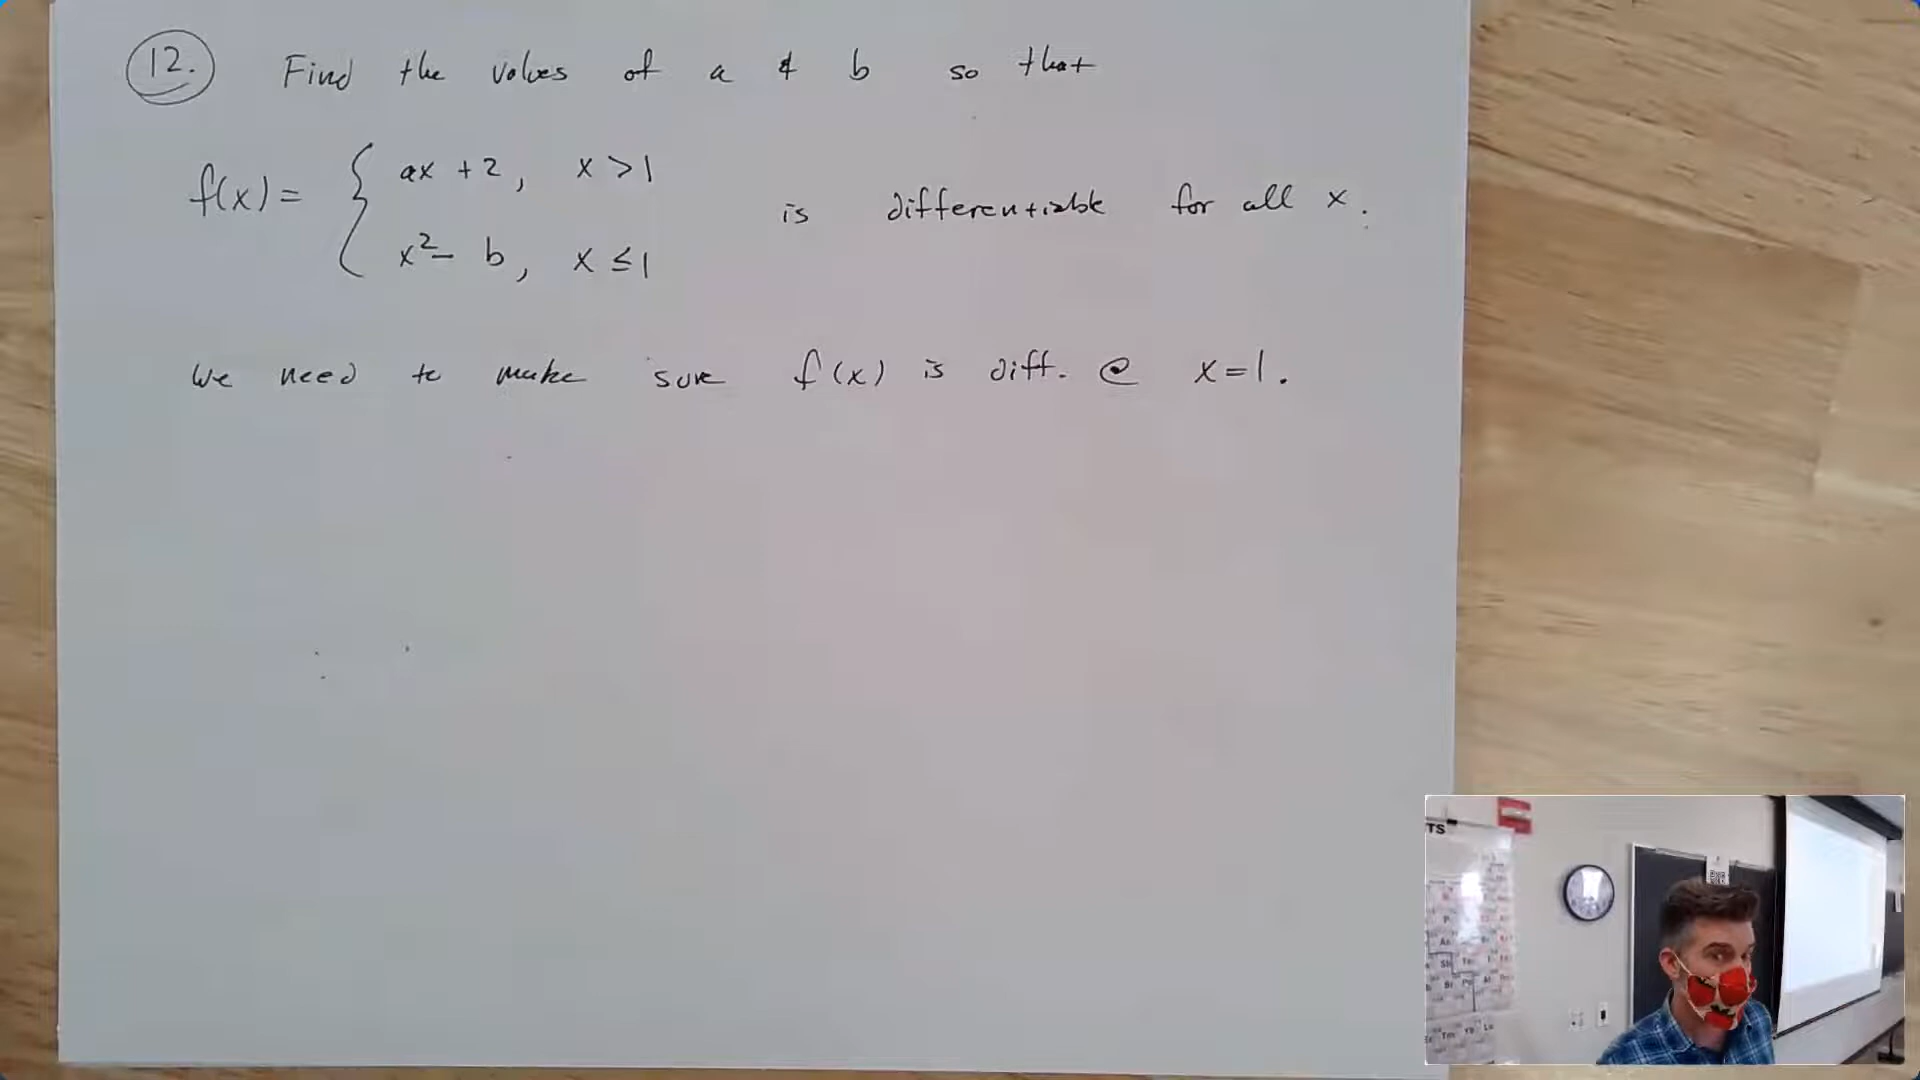 12. Find the values of a & b so that
f(x) = { ax + 2, x > 1
x² - b, x ≤ 1
is differentiable for all x.
We need to make sure f(x) is diff. @ x = 1.
TS